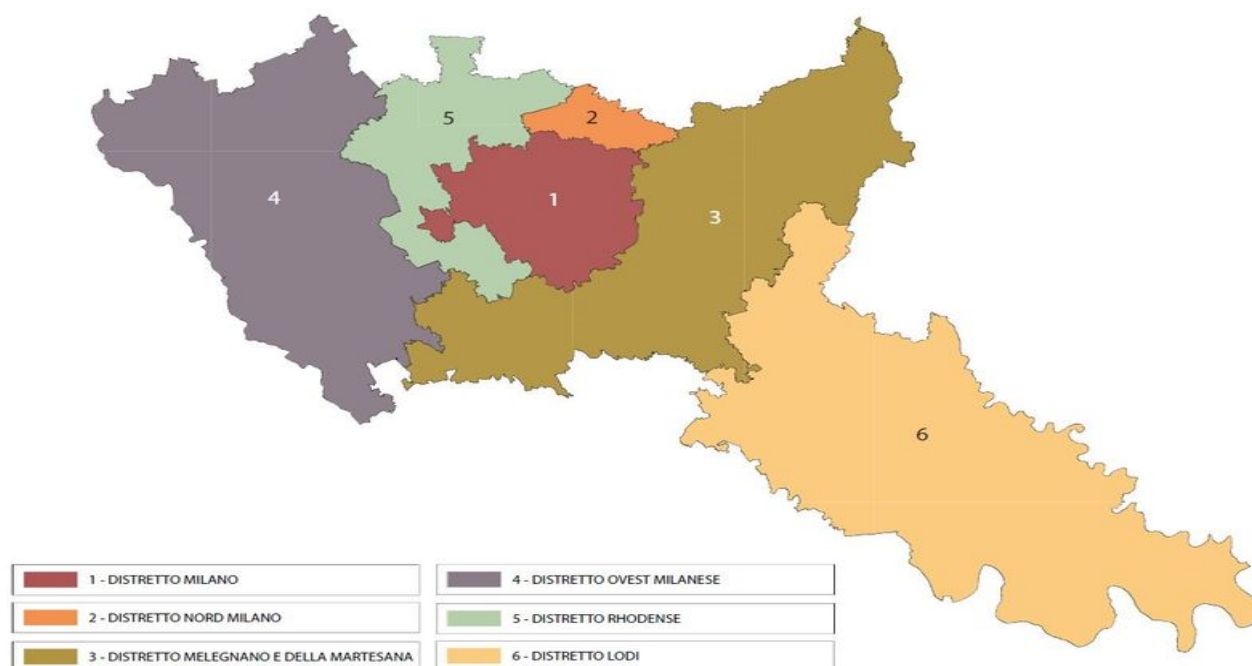 5
2
4
1
3
6
1 - DISTRETTO MILANO
4 - DISTRETTO OVEST MILANESE
2 - DISTRETTO NORD MILANO
5 - DISTRETTO RHODENSE
3 - DISTRETTO MELEGNANO E DELLA MARTESANA
6 - DISTRETTO LODI